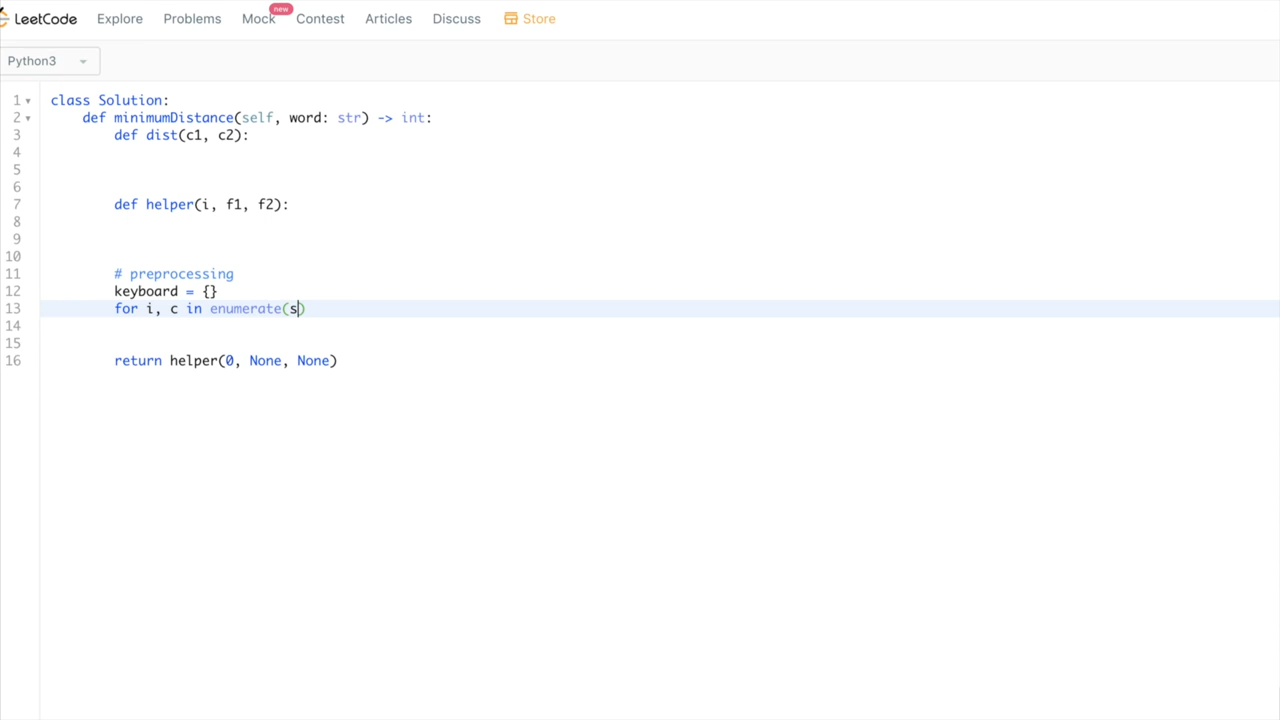 LeetCode Explore Problems Mock new Contest Articles Discuss Store
Python3
1 class Solution:
2 def minimumDistance(self, word: str) -> int:
3 def dist(c1, c2):
4
5
6
7 def helper(i, f1, f2):
8
9
10
11 # preprocessing
12 keyboard = {}
13 for i, c in enumerate(s)
14
15
16 return helper(0, None, None)